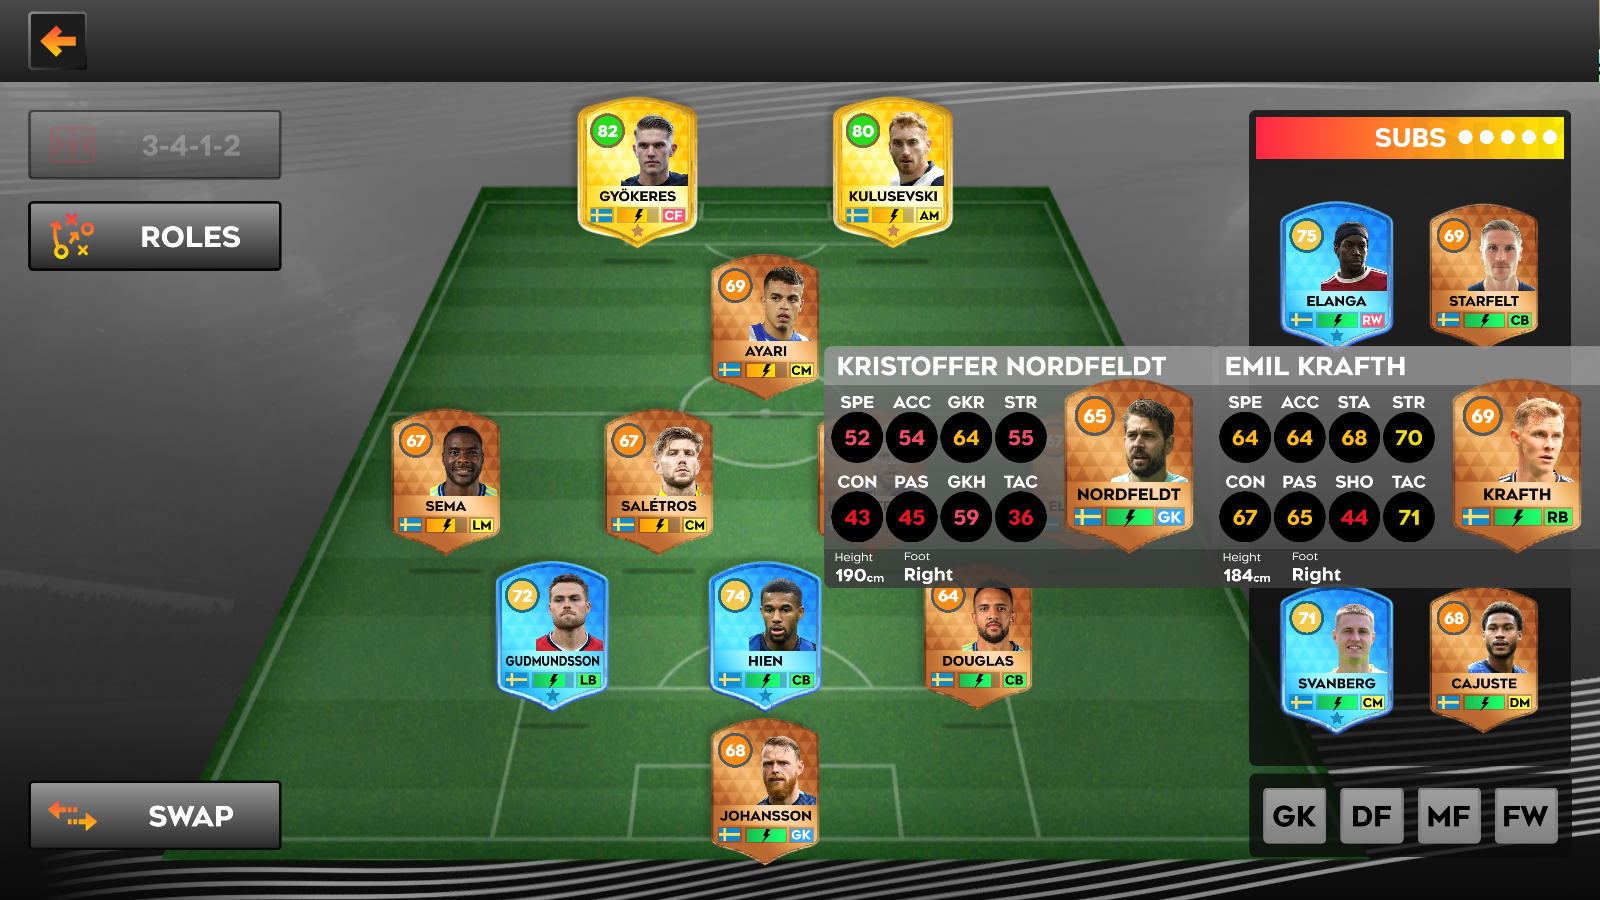 3-4-1-2
ROLES
SWAP
82
GYÖKERES
CF
80
KULUSEVSKI
AM
69
AYARI
CM
67
SEMA
LM
67
SALÉTROS
CM
72
GUDMUNDSSON
LB
74
HIEN
CB
64
DOUGLAS
CB
68
JOHANSSON
GK
KRISTOFFER NORDFELDT
SPE ACC GKR STR
52 54 64 55
CON PAS GKH TAC
43 45 59 36
Height Foot
190cm Right
65
NORDFELDT
GK
EMIL KRAFTH
SPE ACC STA STR
64 64 68 70
CON PAS SHO TAC
67 65 44 71
Height Foot
184cm Right
69
KRAFTH
RB
SUBS
75
ELANGA
RW
69
STARFELT
CB
71
SVANBERG
CM
68
CAJUSTE
DM
GK DF MF FW